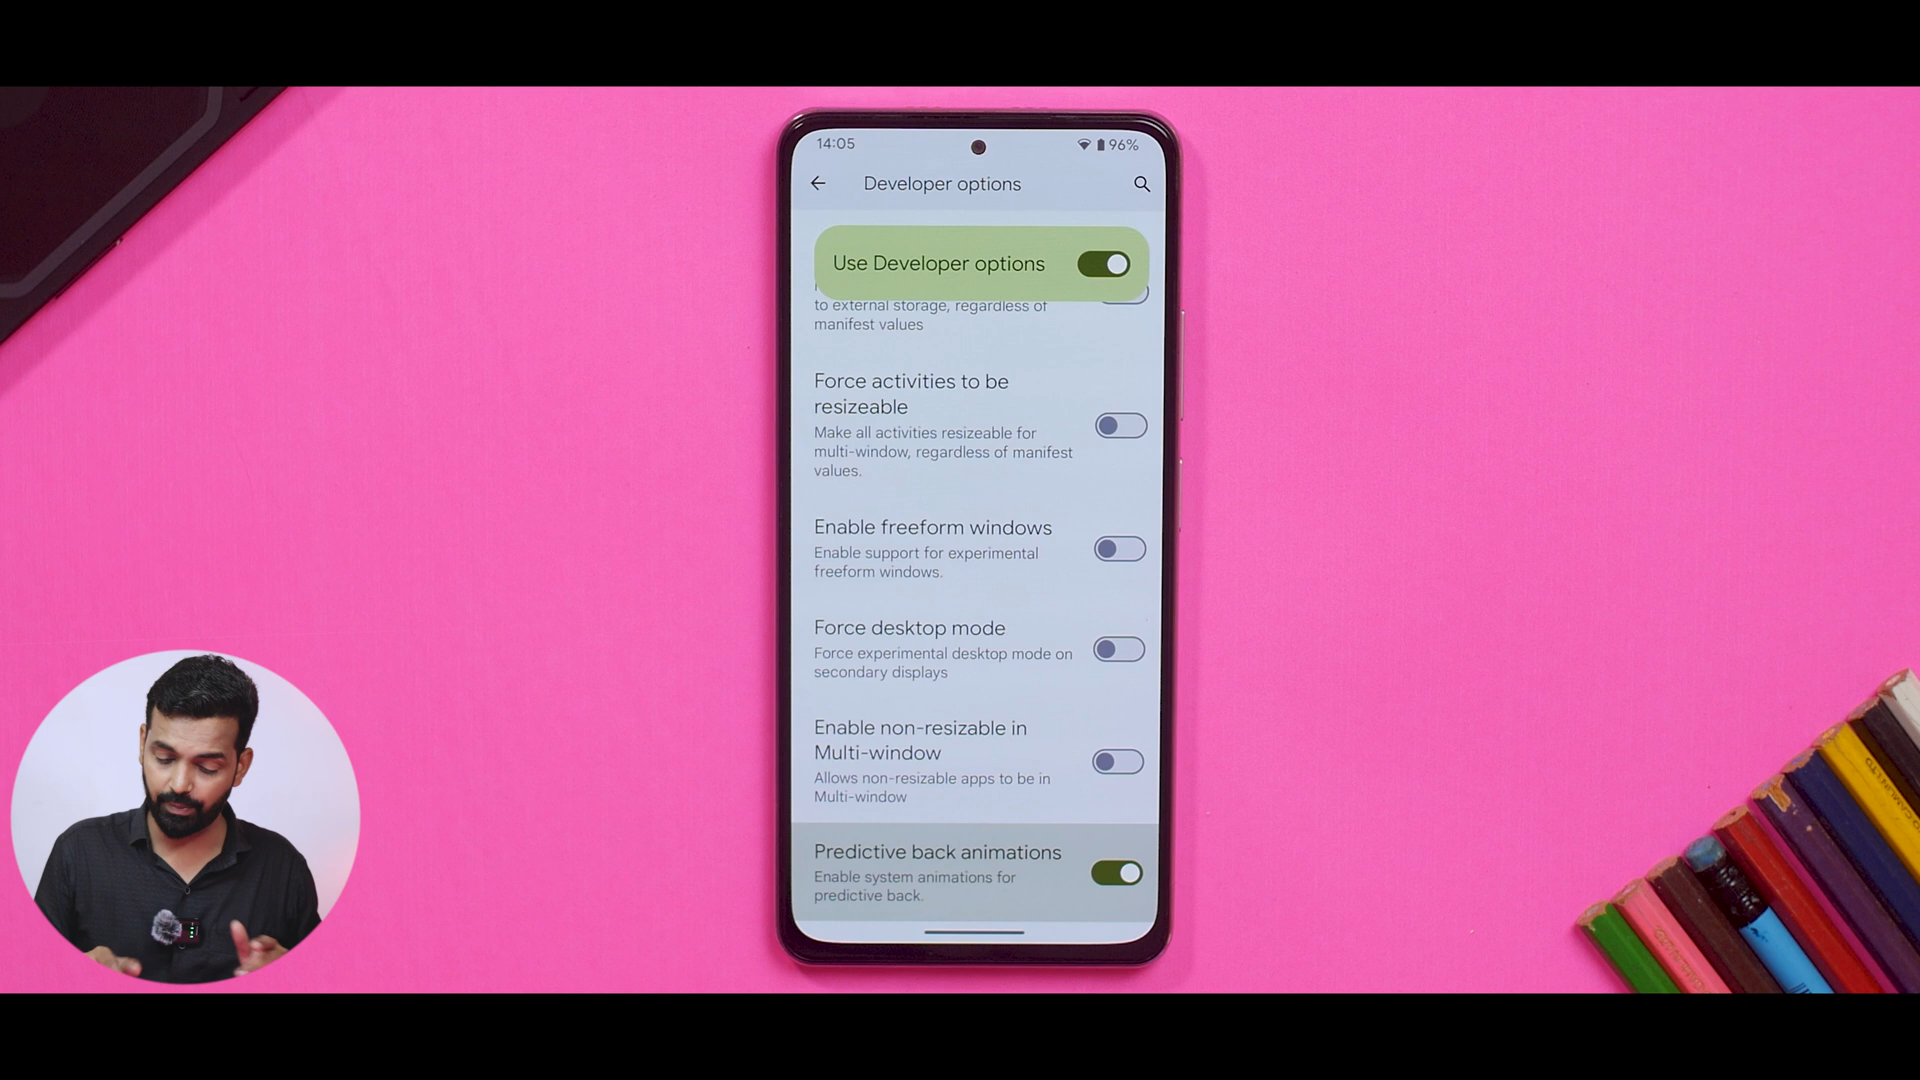 14:05
96%
Developer options
Use Developer options
to external storage, regardless of
manifest values
Force activities to be
resizeable
Make all activities resizeable for
multi-window, regardless of manifest
values.
Enable freeform windows
Enable support for experimental
freeform windows.
Force desktop mode
Force experimental desktop mode on
secondary displays
Enable non-resizable in
Multi-window
Allows non-resizable apps to be in
Multi-window
Predictive back animations
Enable system animations for
predictive back.